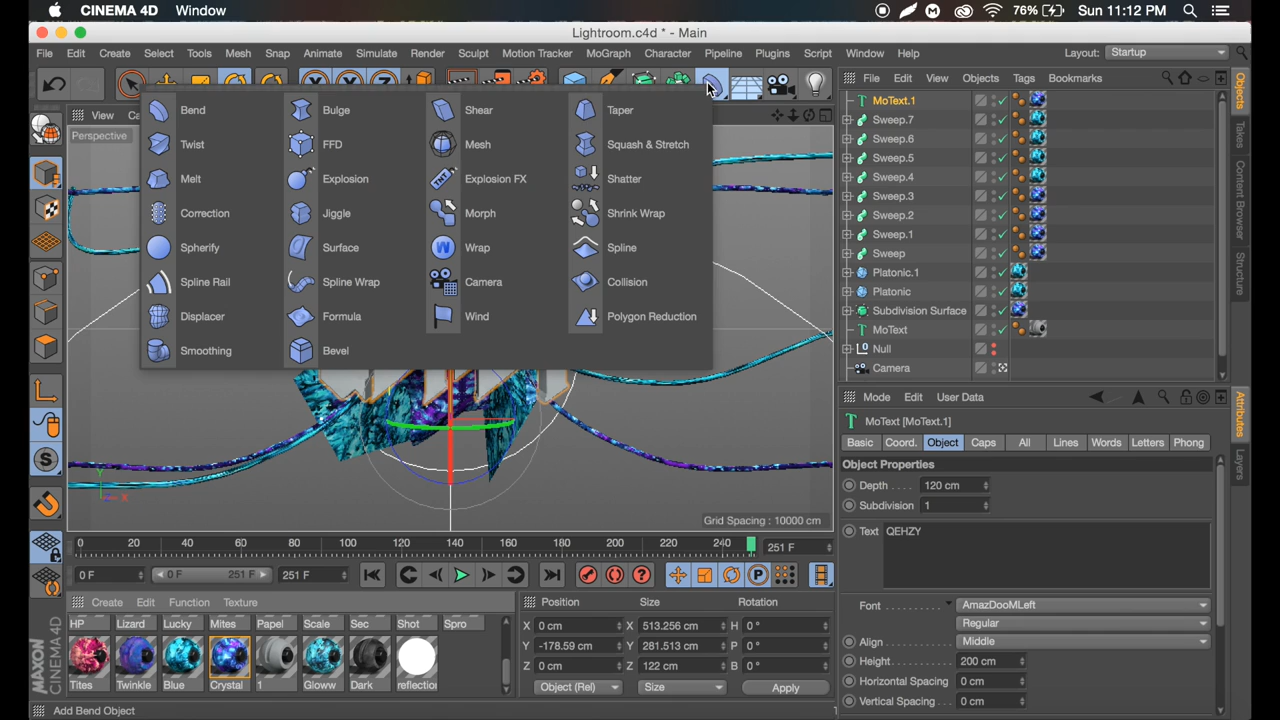 CINEMA 4D Window
76% Sun 11:12 PM
Lightroom.c4d * - Main
File Edit Create Select Tools Mesh Snap Animate Simulate Render Sculpt Motion Tracker MoGraph Character Pipeline Plugins Script Window Help Layout: Startup
File Edit View Objects Tags Bookmarks
View
Perspective
Bend Bulge Shear Taper
Twist FFD Mesh Squash & Stretch
Melt Explosion Explosion FX Shatter
Correction Jiggle Morph Shrink Wrap
Spherify Surface Wrap Spline
Spline Rail Spline Wrap Camera Collision
Displacer Formula Wind Polygon Reduction
Smoothing Bevel
MoText.1
Sweep.7
Sweep.6
Sweep.5
Sweep.4
Sweep.3
Sweep.2
Sweep.1
Sweep
Platonic.1
Platonic
Subdivision Surface
MoText
Null
Camera
Objects
Takes
Content Browser
Structure
Mode Edit User Data
MoText [MoText.1]
Basic Coord. Object Caps All Lines Words Letters Phong
Object Properties
Depth . . . . 120 cm
Subdivision 1
Text QEHZY
Font AmazDooMLeft
Regular
Align Middle
Height 200 cm
Horizontal Spacing 0 cm
Vertical Spacing 0 cm
Attributes
Layers
Y
Z X
Grid Spacing : 10000 cm
0 20 40 60 80 100 120 140 160 180 200 220 240 251 F
0 F 0 F 251 F 251 F
Create Edit Function Texture
HP Lizard Lucky Mites Papel Scale Sec Shot Spro
Tites Twinkle Blue Crystal 1 Gloww Dark reflection
Position Size Rotation
X 0 cm X 513.256 cm H 0 °
Y -178.59 cm Y 281.513 cm P 0 °
Z 0 cm Z 122 cm B 0 °
Object (Rel) Size Apply
MAXON
CINEMA 4D
Add Bend Object